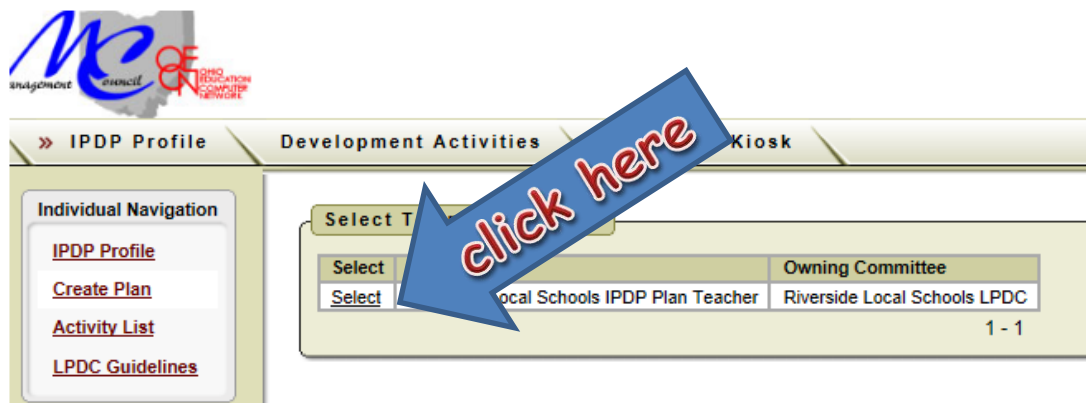 MC
anagement ouncil OECN OHIO
EDUCATION
COMPUTER
NETWORK
» IPDP Profile Development Activities Kiosk
click here
Individual Navigation
IPDP Profile
Create Plan
Activity List
LPDC Guidelines
Select T
Select Owning Committee
Select ocal Schools IPDP Plan Teacher Riverside Local Schools LPDC
1 - 1